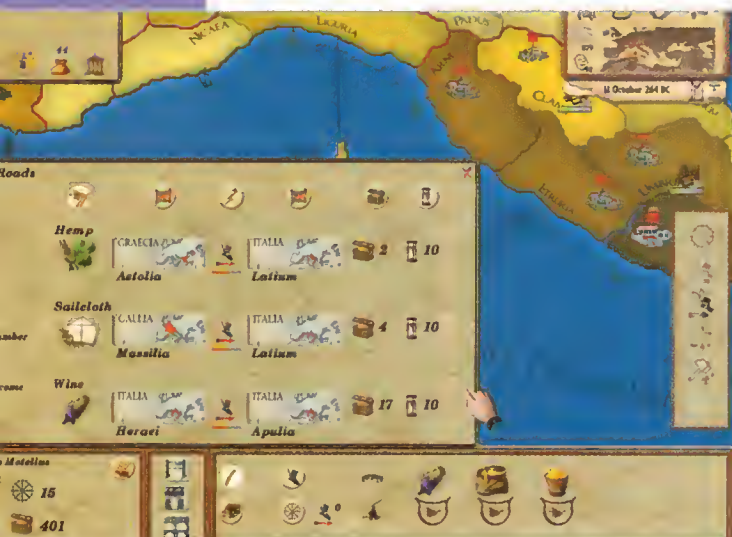 NICAEA
LIGURIA
PADUS
11 October 264 BC
ETRURIA
Roads
Hemp
GRAECIA
ITALIA
2
10
Aetolia
Latium
Sailcloth
GALLIA
ITALIA
4
10
Massilia
Latium
Wine
ITALIA
ITALIA
17
10
Heraei
Apulia
15
401